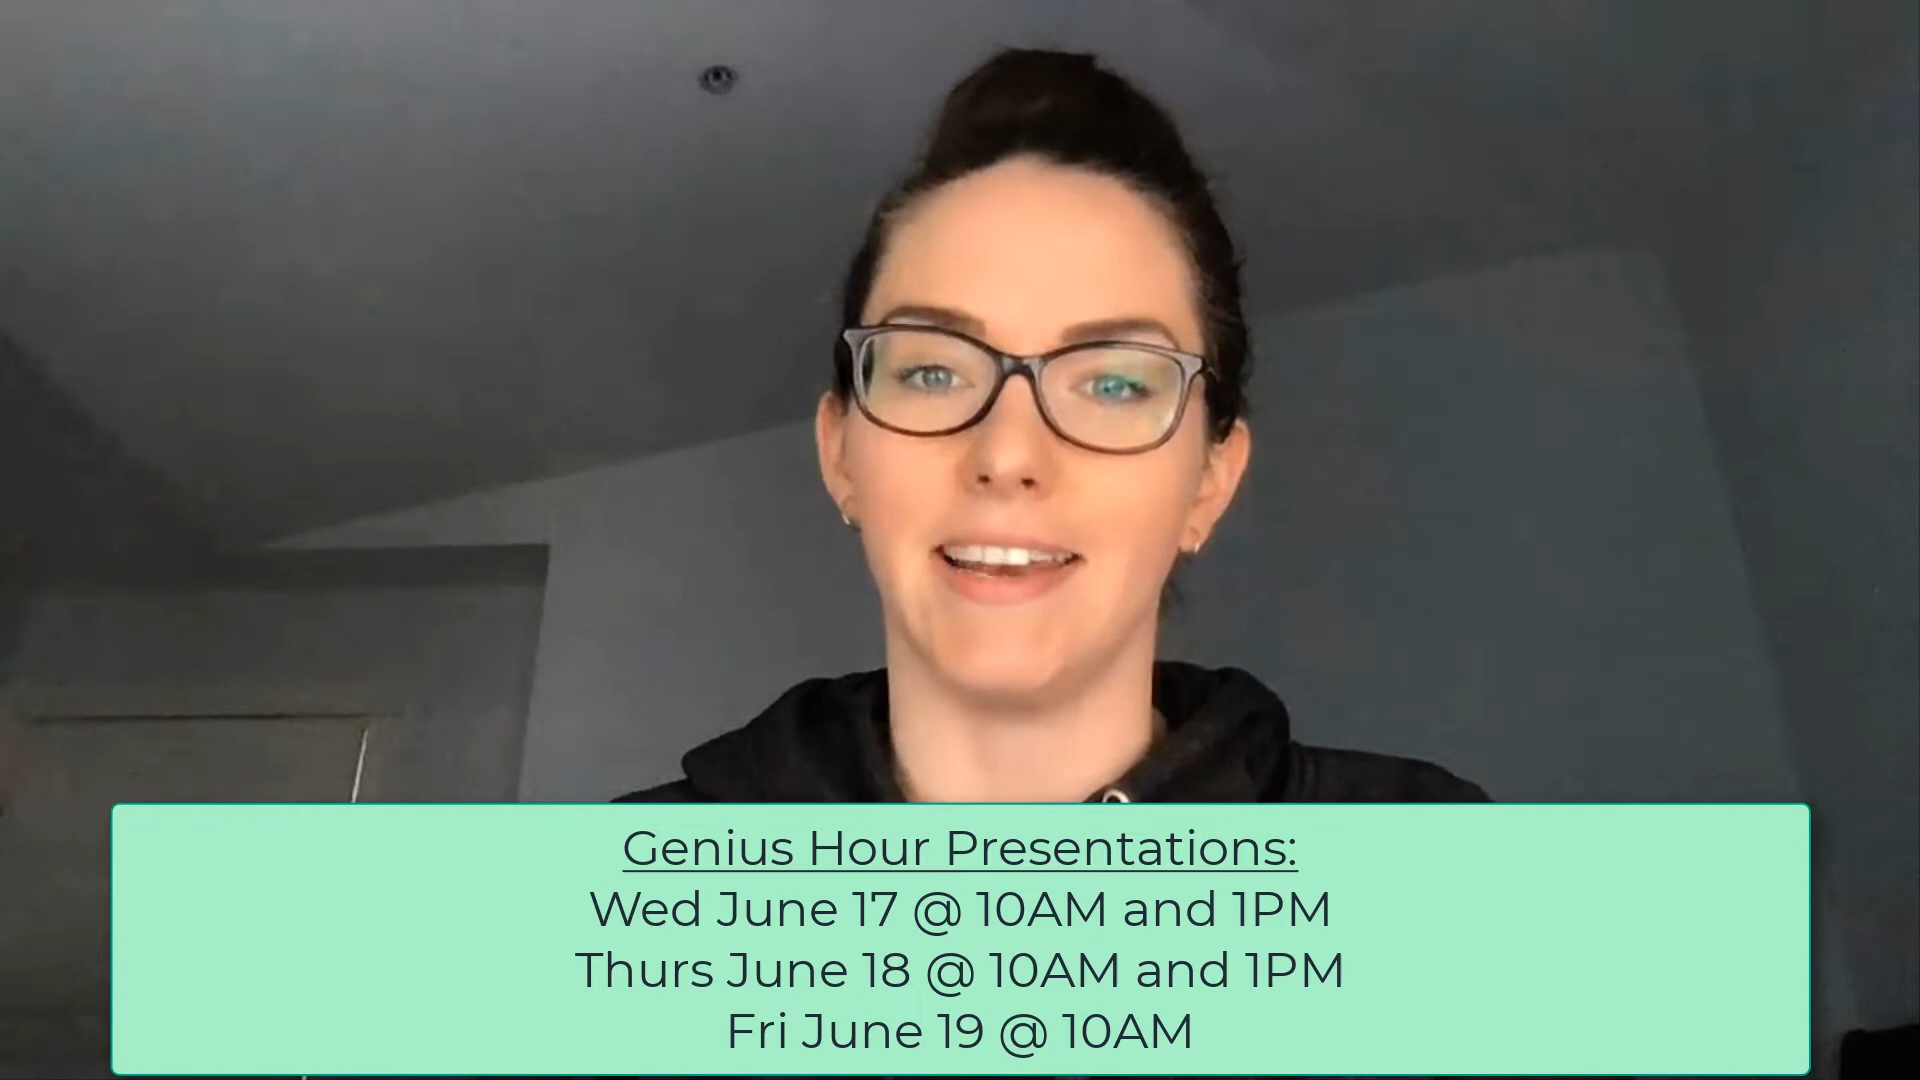 Genius Hour Presentations:
Wed June 17 @ 10AM and 1PM
Thurs June 18 @ 10AM and 1PM
Fri June 19 @ 10AM